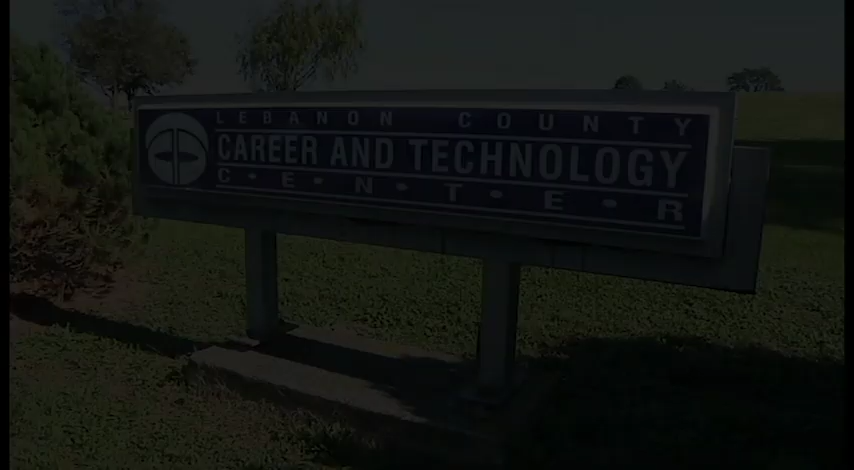 LEBANON COUNTY
CAREER AND TECHNOLOGY
C • E • N • T • E • R